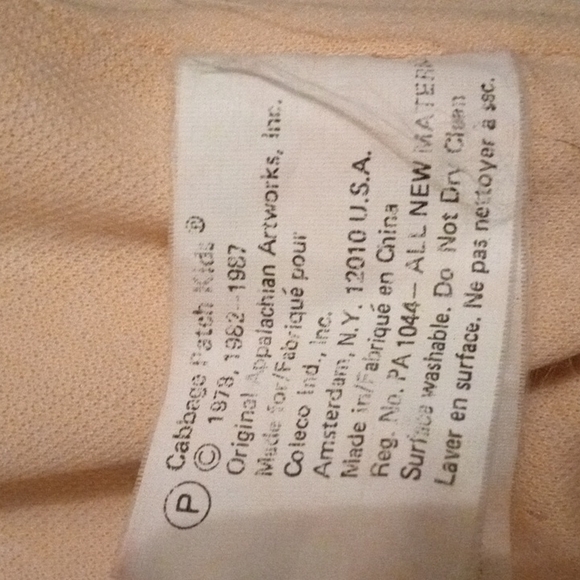 Ⓟ Cabbage Patch Kids ®
© 1978, 1982-1987
Original Appalachian Artworks, Inc.
Made for/Fabriqué pour
Coleco Ind., Inc.
Amsterdam, N.Y. 12010 U.S.A.
Made in/Fabriqué en China
Reg. No. PA 1044 – ALL NEW MATERI
Surface washable. Do Not Dry Clean
Laver en surface. Ne pas nettoyer à sec.